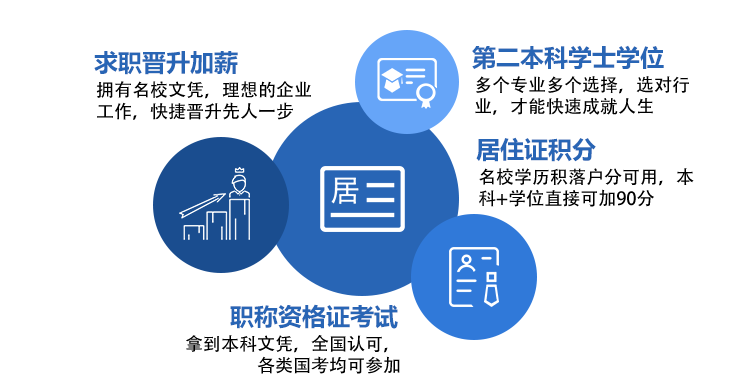 求职晋升加薪
拥有名校文凭，理想的企业
工作，快捷晋升先人一步
第二本科学士学位
多个专业多个选择，选对行
业，才能快速成就人生
居住证积分
名校学历积落户分可用，本
科+学位直接可加90分
居
职称资格证考试
拿到本科文凭，全国认可，
各类国考均可参加